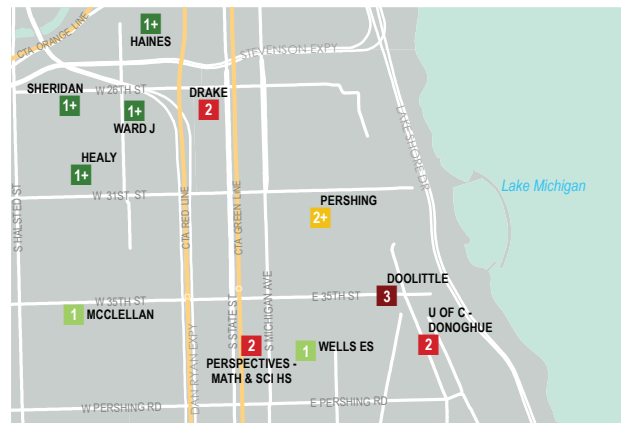 1+
HAINES
CTA ORANGE LINE
STEVENSON EXPY
SHERIDAN
1+
W 26TH ST
1+
WARD J
DRAKE
2
LAKE SHORE DR
HEALY
1+
W 31ST ST
S HALSTED ST
CTA RED LINE
CTA GREEN LINE
PERSHING
2+
Lake Michigan
S MICHIGAN AVE
DOOLITTLE
3
W 35TH ST
E 35TH ST
1
MCCLELLAN
U OF C -
DONOGHUE
2
S STATE ST
DAN RYAN EXPY
2
PERSPECTIVES -
MATH & SCI HS
1
WELLS ES
W PERSHING RD
E PERSHING RD